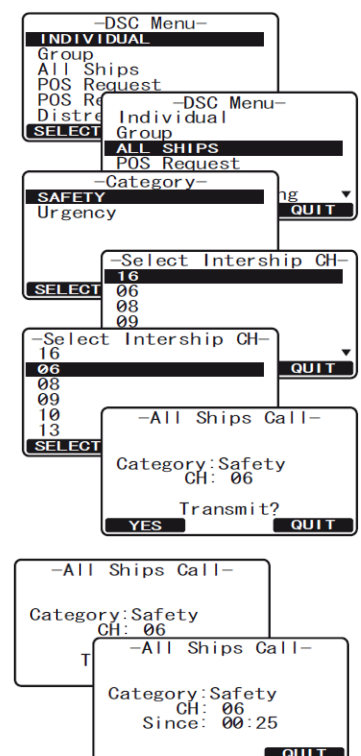 -DSC Menu-
INDIVIDUAL
Group
All Ships
POS Request
POS Re
Distre
SELECT
-DSC Menu-
Individual
Group
ALL SHIPS
POS Request
ng ▼
QUIT
-Category-
SAFETY
Urgency
SELECT
-Select Intership CH-
16
06
08
09
▼
QUIT
-Select Intership CH-
16
06
08
09
10
13
SELECT
-All Ships Call-
Category:Safety
CH: 06
Transmit?
YES QUIT
-All Ships Call-
Category:Safety
CH: 06
T
-All Ships Call-
Category:Safety
CH: 06
Since: 00:25
QUIT